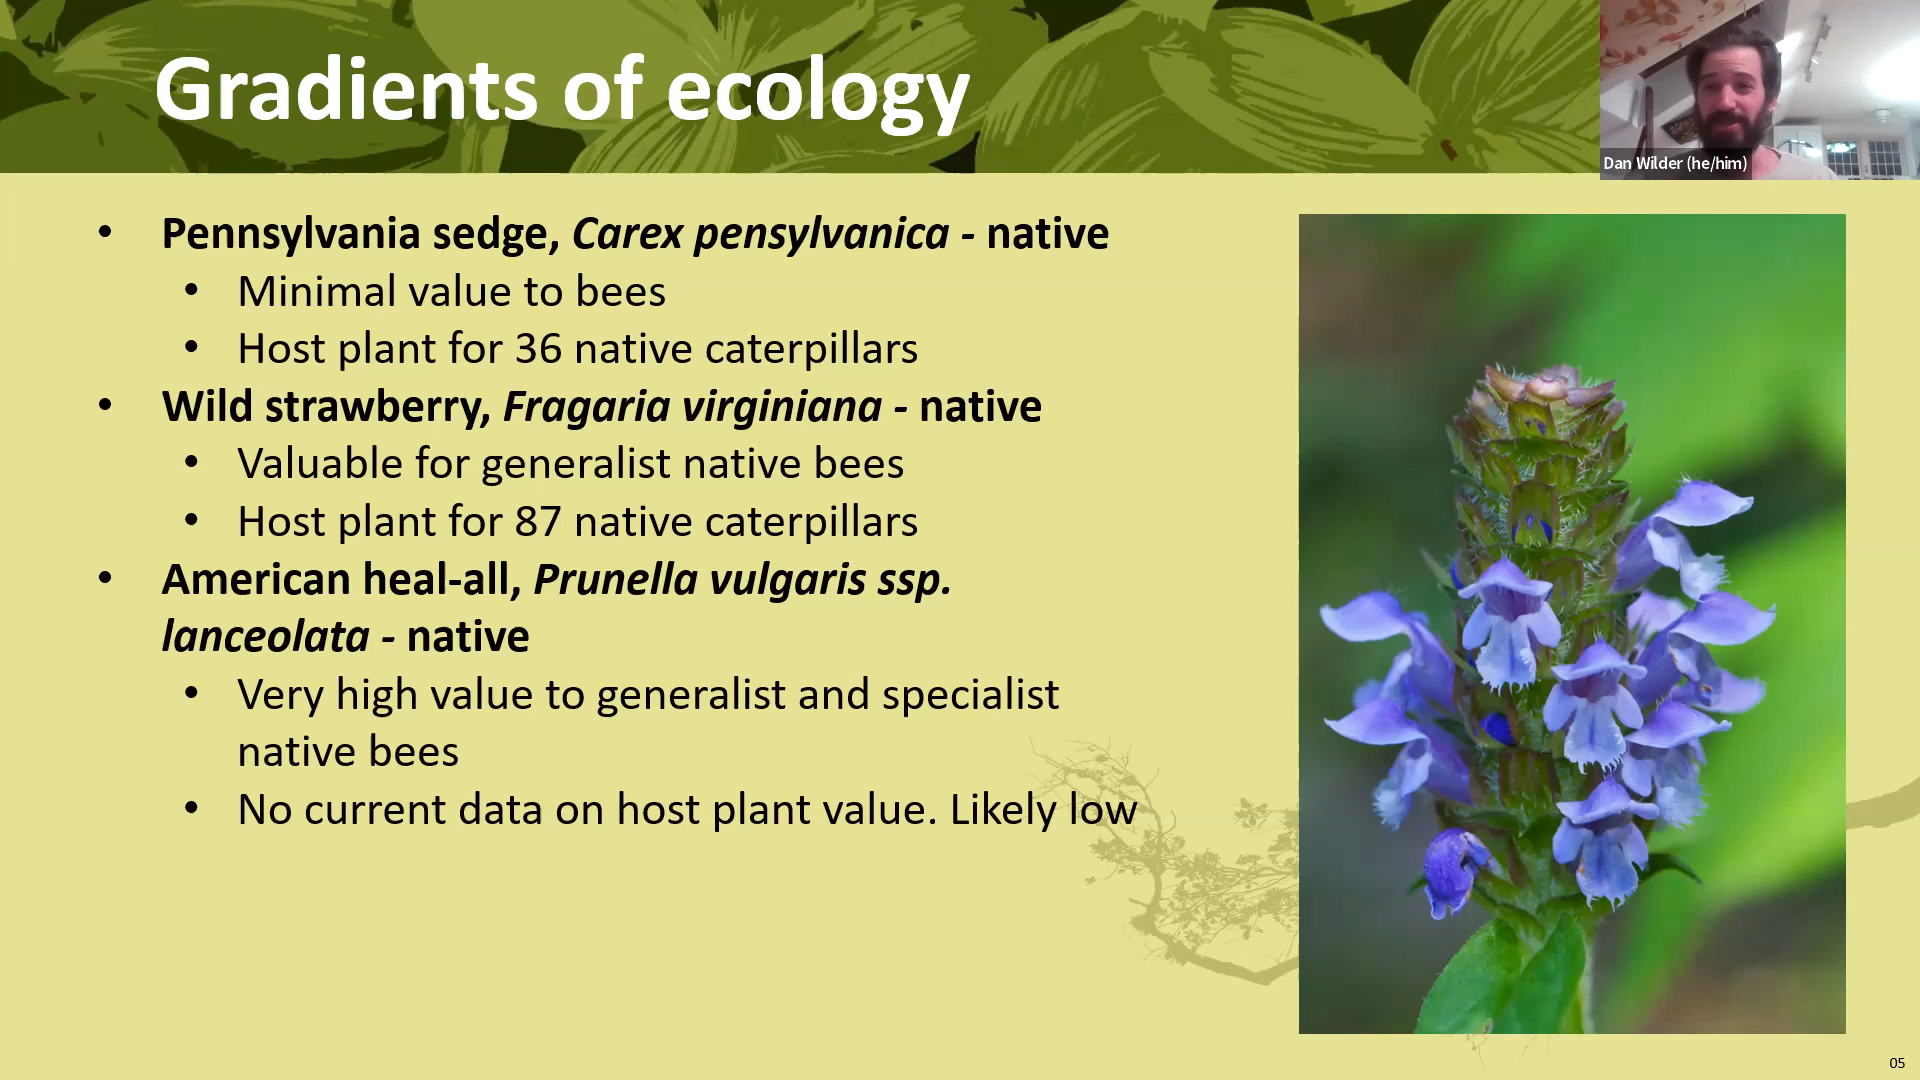 Gradients of ecology
Dan Wilder (he/him)
• Pennsylvania sedge, Carex pensylvanica - native
• Minimal value to bees
• Host plant for 36 native caterpillars
• Wild strawberry, Fragaria virginiana - native
• Valuable for generalist native bees
• Host plant for 87 native caterpillars
• American heal-all, Prunella vulgaris ssp.
lanceolata - native
• Very high value to generalist and specialist
native bees
• No current data on host plant value. Likely low
05